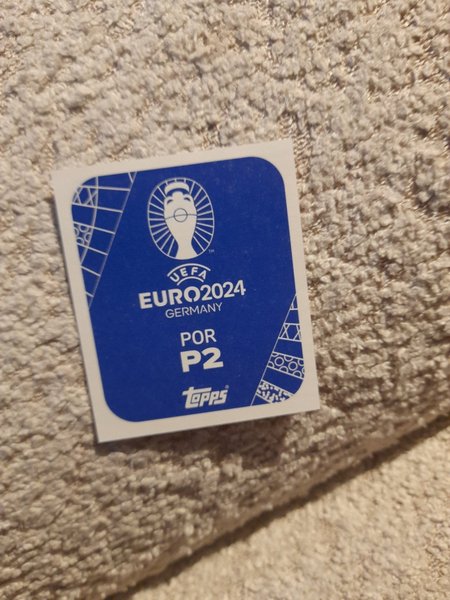 UEFA
EURO2024
GERMANY
POR
P2
Topps